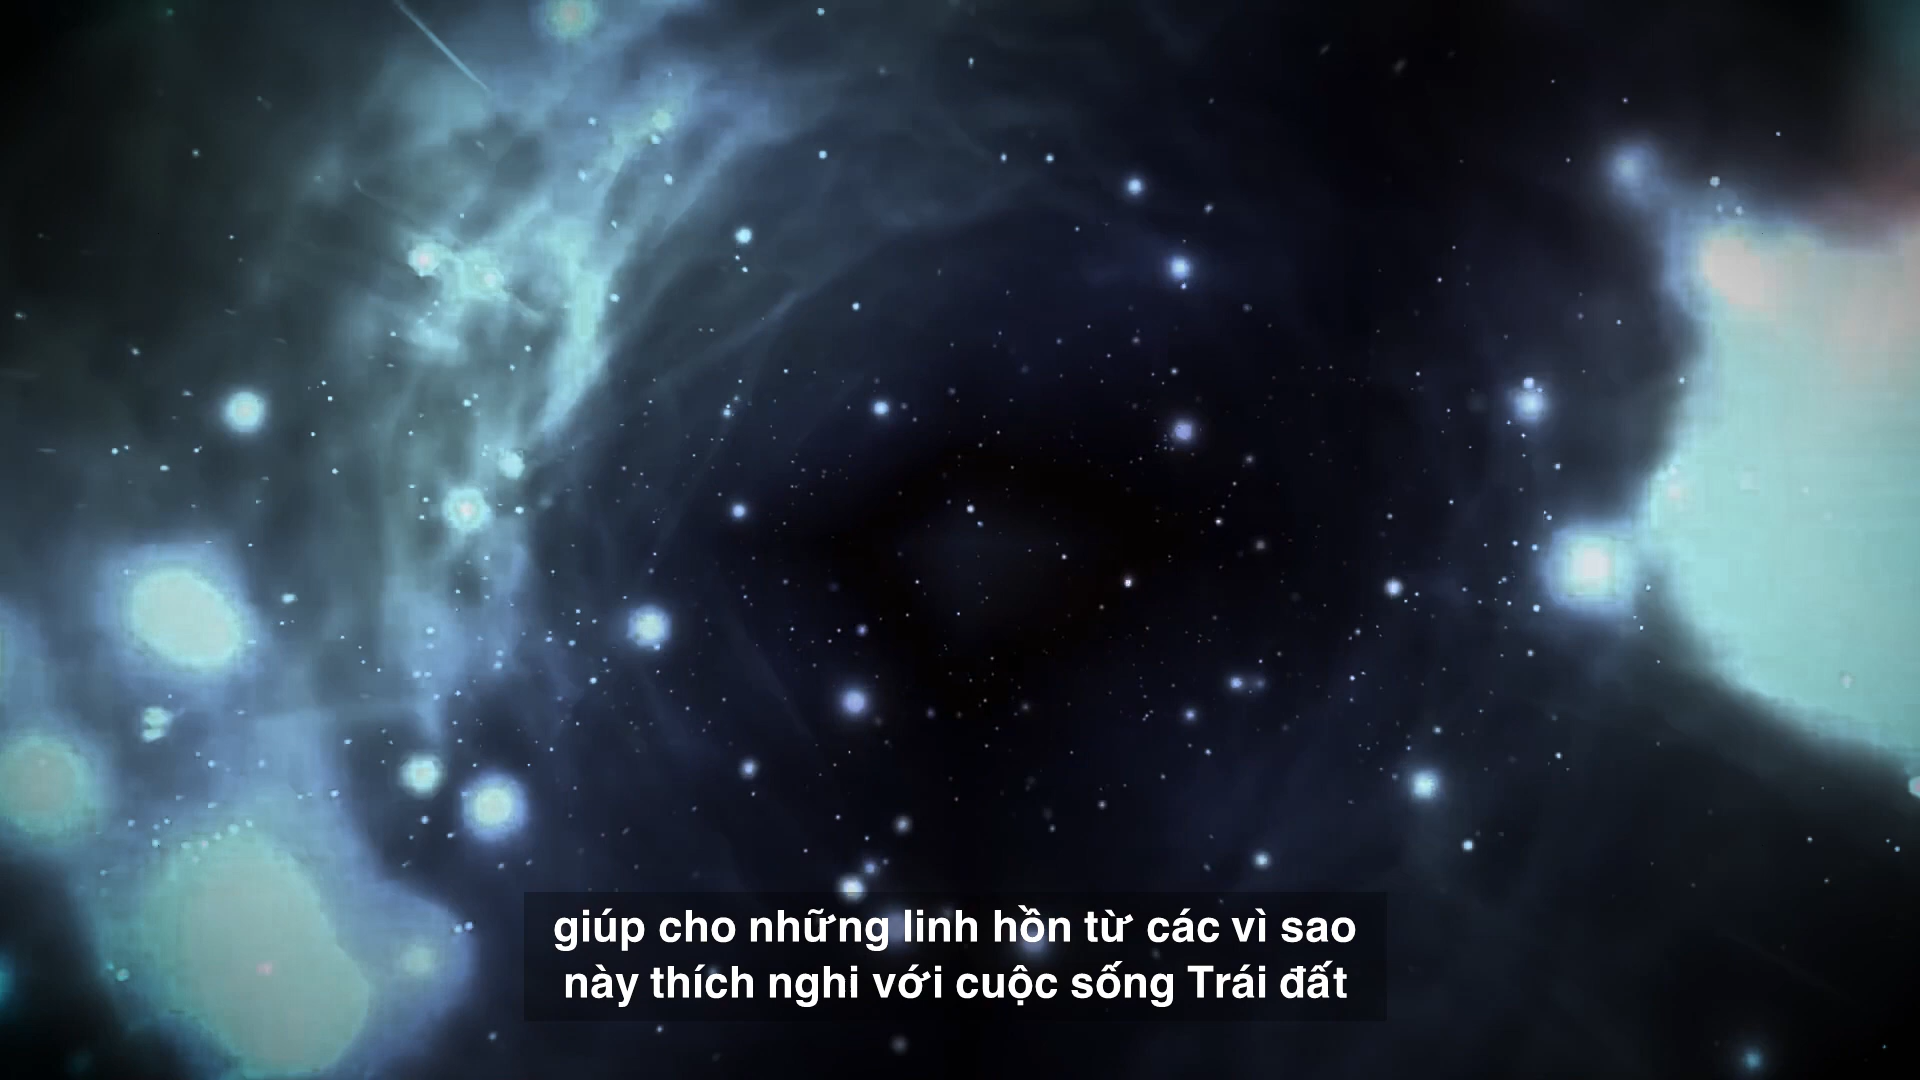 giúp cho những linh hồn từ các vì sao
này thích nghi với cuộc sống Trái đất